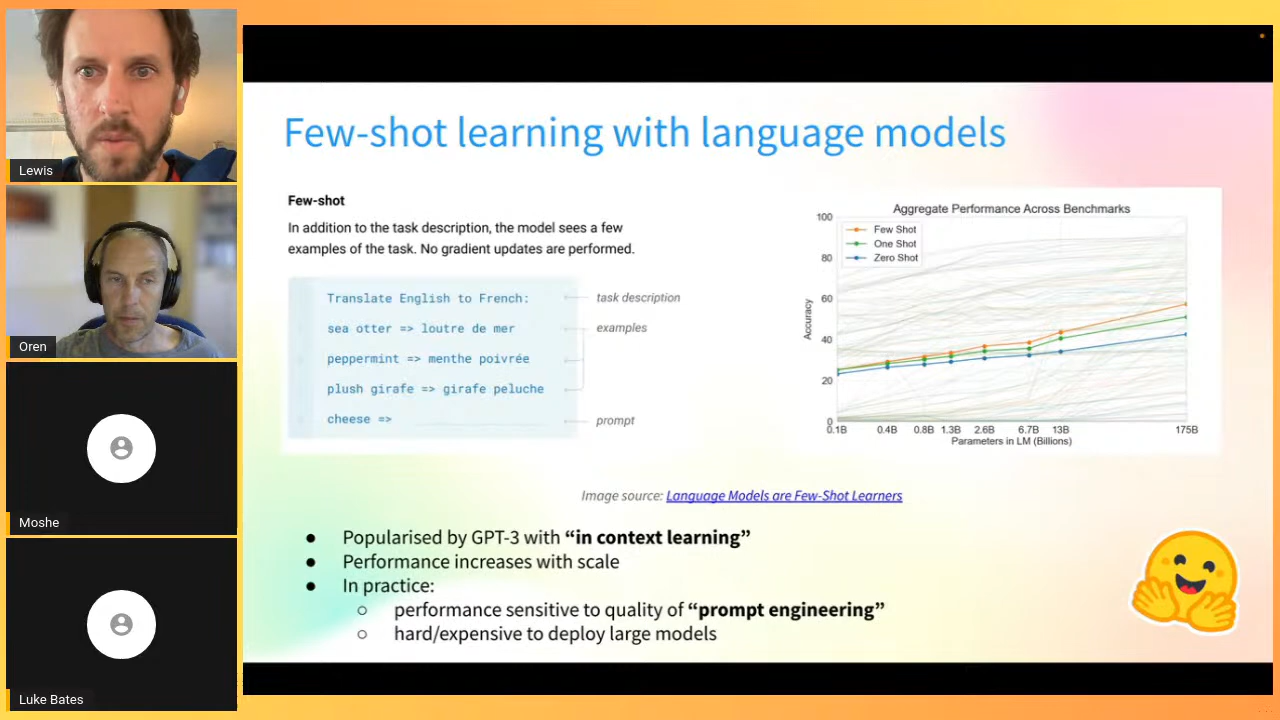 Lewis
Oren
Moshe
Luke Bates
Few-shot learning with language models
Few-shot
In addition to the task description, the model sees a few
examples of the task. No gradient updates are performed.
Translate English to French: task description
sea otter => loutre de mer examples
peppermint => menthe poivrée
plush girafe => girafe peluche
cheese => prompt
Aggregate Performance Across Benchmarks
100
80
60
40
20
0
Accuracy
Few Shot
One Shot
Zero Shot
0.1B 0.4B 0.8B 1.3B 2.6B 6.7B 13B 175B
Parameters in LM (Billions)
Image source: Language Models are Few-Shot Learners
● Popularised by GPT-3 with “in context learning”
● Performance increases with scale
● In practice:
○ performance sensitive to quality of “prompt engineering”
○ hard/expensive to deploy large models